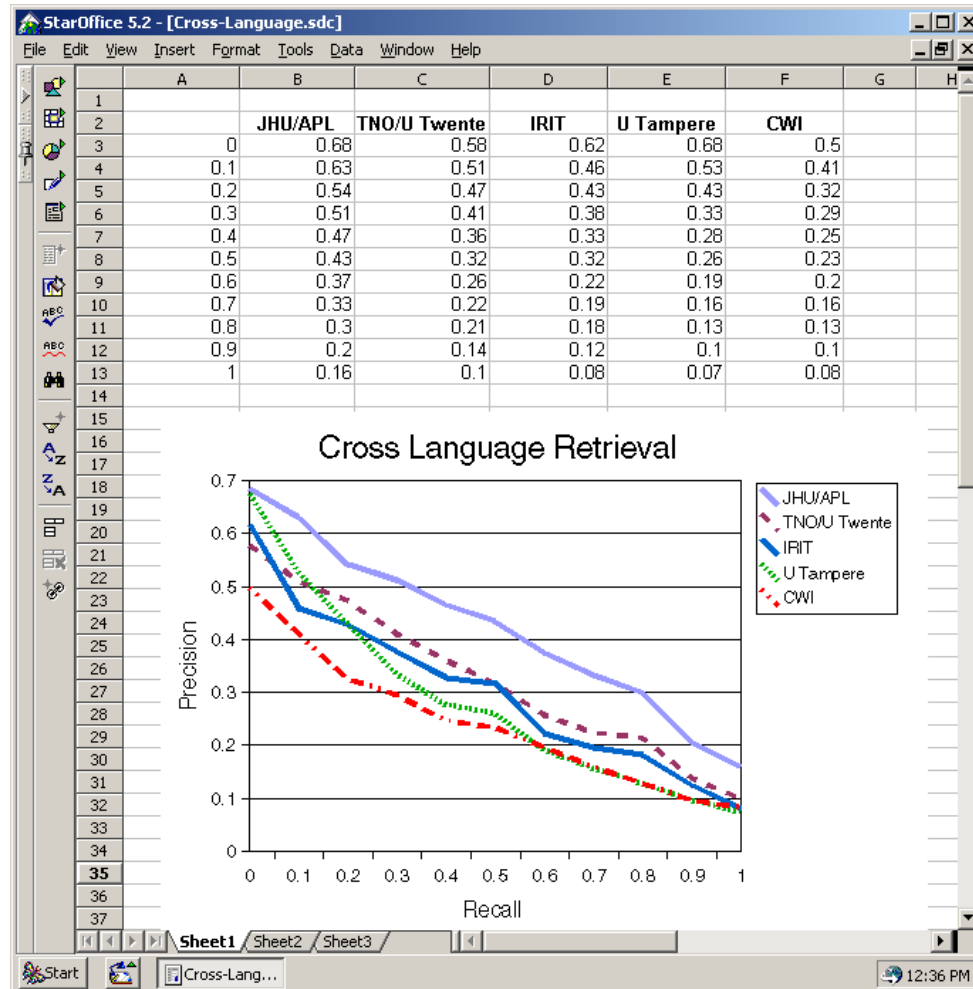 StarOffice 5.2 - [Cross-Language.sdc]
File Edit View Insert Format Tools Data Window Help
A B C D E F G H
1
2 JHU/APL TNO/U Twente IRIT U Tampere CWI
3 0 0.68 0.58 0.62 0.68 0.5
4 0.1 0.63 0.51 0.46 0.53 0.41
5 0.2 0.54 0.47 0.43 0.43 0.32
6 0.3 0.51 0.41 0.38 0.33 0.29
7 0.4 0.47 0.36 0.33 0.28 0.25
8 0.5 0.43 0.32 0.32 0.26 0.23
9 0.6 0.37 0.26 0.22 0.19 0.2
10 0.7 0.33 0.22 0.19 0.16 0.16
11 0.8 0.3 0.21 0.18 0.13 0.13
12 0.9 0.2 0.14 0.12 0.1 0.1
13 1 0.16 0.1 0.08 0.07 0.08
14
15
16
17
18
19
20
21
22
23
24
25
26
27
28
29
30
31
32
33
34
35
36
37
ABC
ABC
A
Z
Z
A
Cross Language Retrieval
0.7
0.6
0.5
0.4
0.3
0.2
0.1
0
Precision
0 0.1 0.2 0.3 0.4 0.5 0.6 0.7 0.8 0.9 1
Recall
JHU/APL
TNO/U Twente
IRIT
U Tampere
CWI
Sheet1 Sheet2 Sheet3
Start Cross-Lang... 12:36 PM